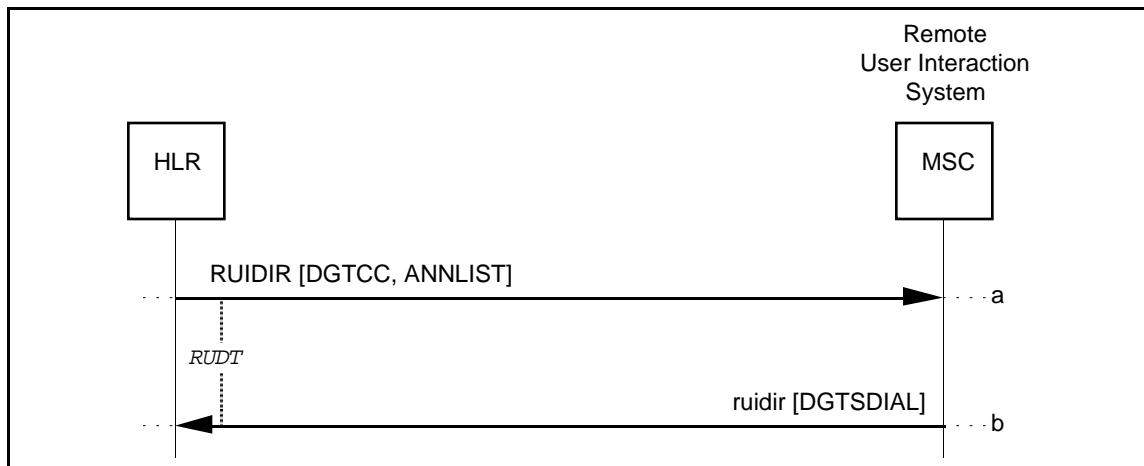 Remote
User Interaction
System
HLR
MSC
RUIDIR [DGTCC, ANNLIST]
a
RUDT
ruidir [DGTSDIAL]
b